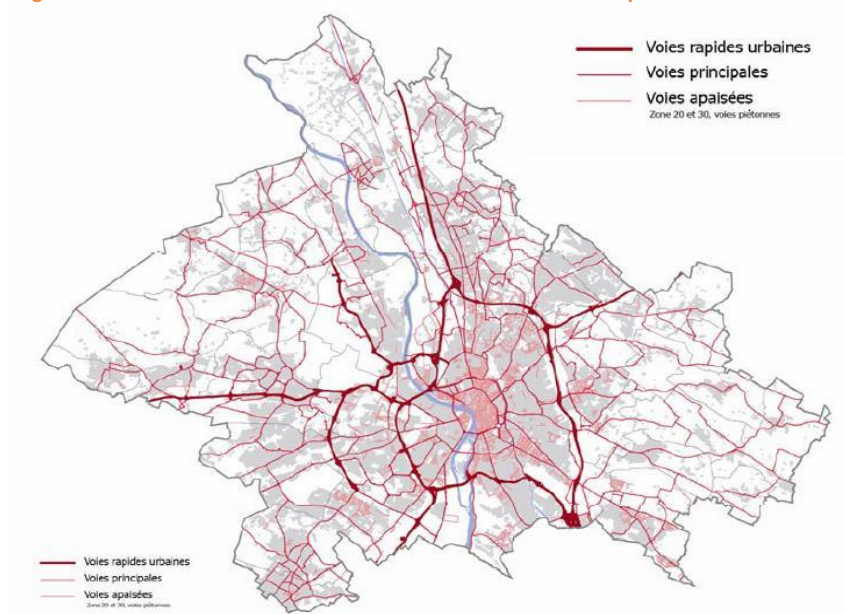 Voies rapides urbaines
Voies principales
Voies apaisées
Zone 20 et 30, voies piétonnes
Voies rapides urbaines
Voies principales
Voies apaisées
Zone 20 et 30, voies piétonnes